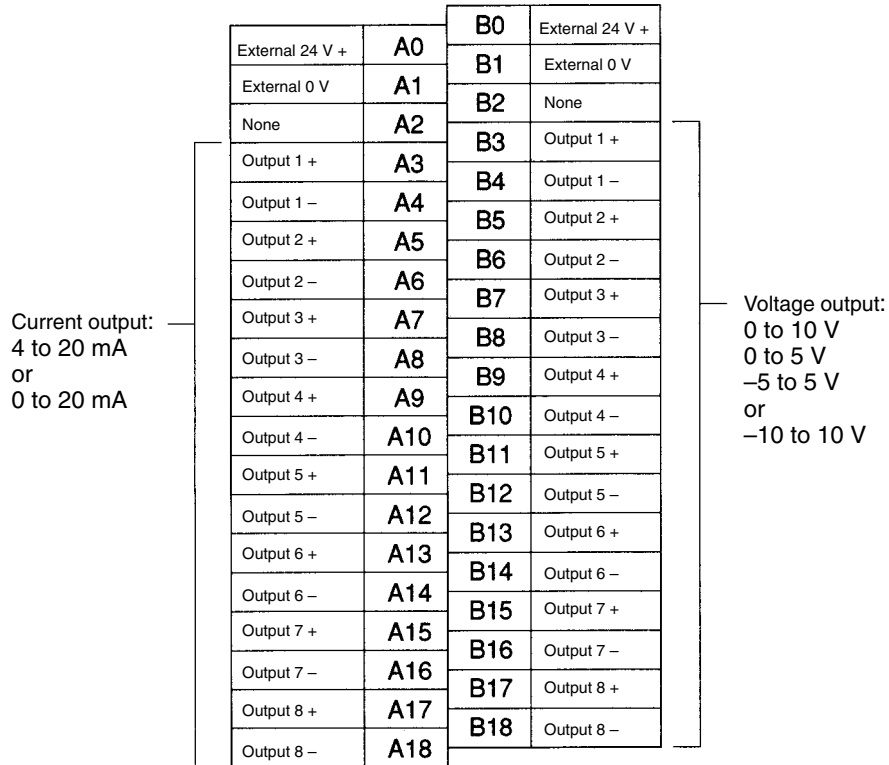 B0 External 24 V +
External 24 V + A0
B1 External 0 V
External 0 V A1
B2 None
None A2
B3 Output 1 +
Output 1 + A3
B4 Output 1 –
Output 1 – A4
B5 Output 2 +
Output 2 + A5
B6 Output 2 –
Output 2 – A6
B7 Output 3 +
Output 3 + A7
B8 Output 3 –
Output 3 – A8
B9 Output 4 +
Output 4 + A9
B10 Output 4 –
Output 4 – A10
B11 Output 5 +
Output 5 + A11
B12 Output 5 –
Output 5 – A12
B13 Output 6 +
Output 6 + A13
B14 Output 6 –
Output 6 – A14
B15 Output 7 +
Output 7 + A15
B16 Output 7 –
Output 7 – A16
B17 Output 8 +
Output 8 + A17
B18 Output 8 –
Output 8 – A18
Current output:
4 to 20 mA
or
0 to 20 mA
Voltage output:
0 to 10 V
0 to 5 V
–5 to 5 V
or
–10 to 10 V